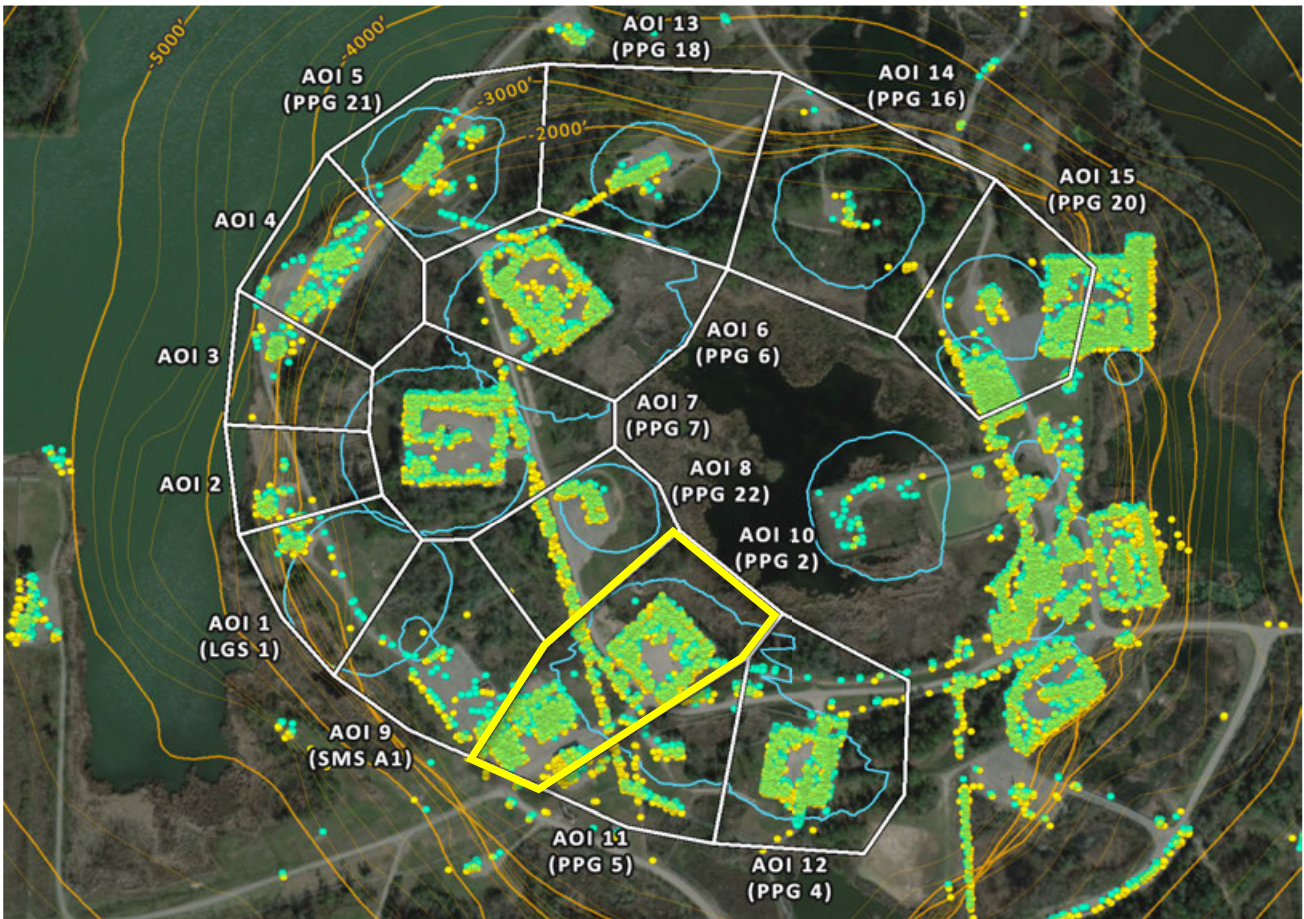 -5000'
-4000'
-3000'
-2000'
AOI 13
(PPG 18)
AOI 5
(PPG 21)
AOI 14
(PPG 16)
AOI 15
(PPG 20)
AOI 4
AOI 3
AOI 6
(PPG 6)
AOI 7
(PPG 7)
AOI 2
AOI 8
(PPG 22)
AOI 10
(PPG 2)
AOI 1
(LGS 1)
AOI 9
(SMS A1)
AOI 11
(PPG 5)
AOI 12
(PPG 4)